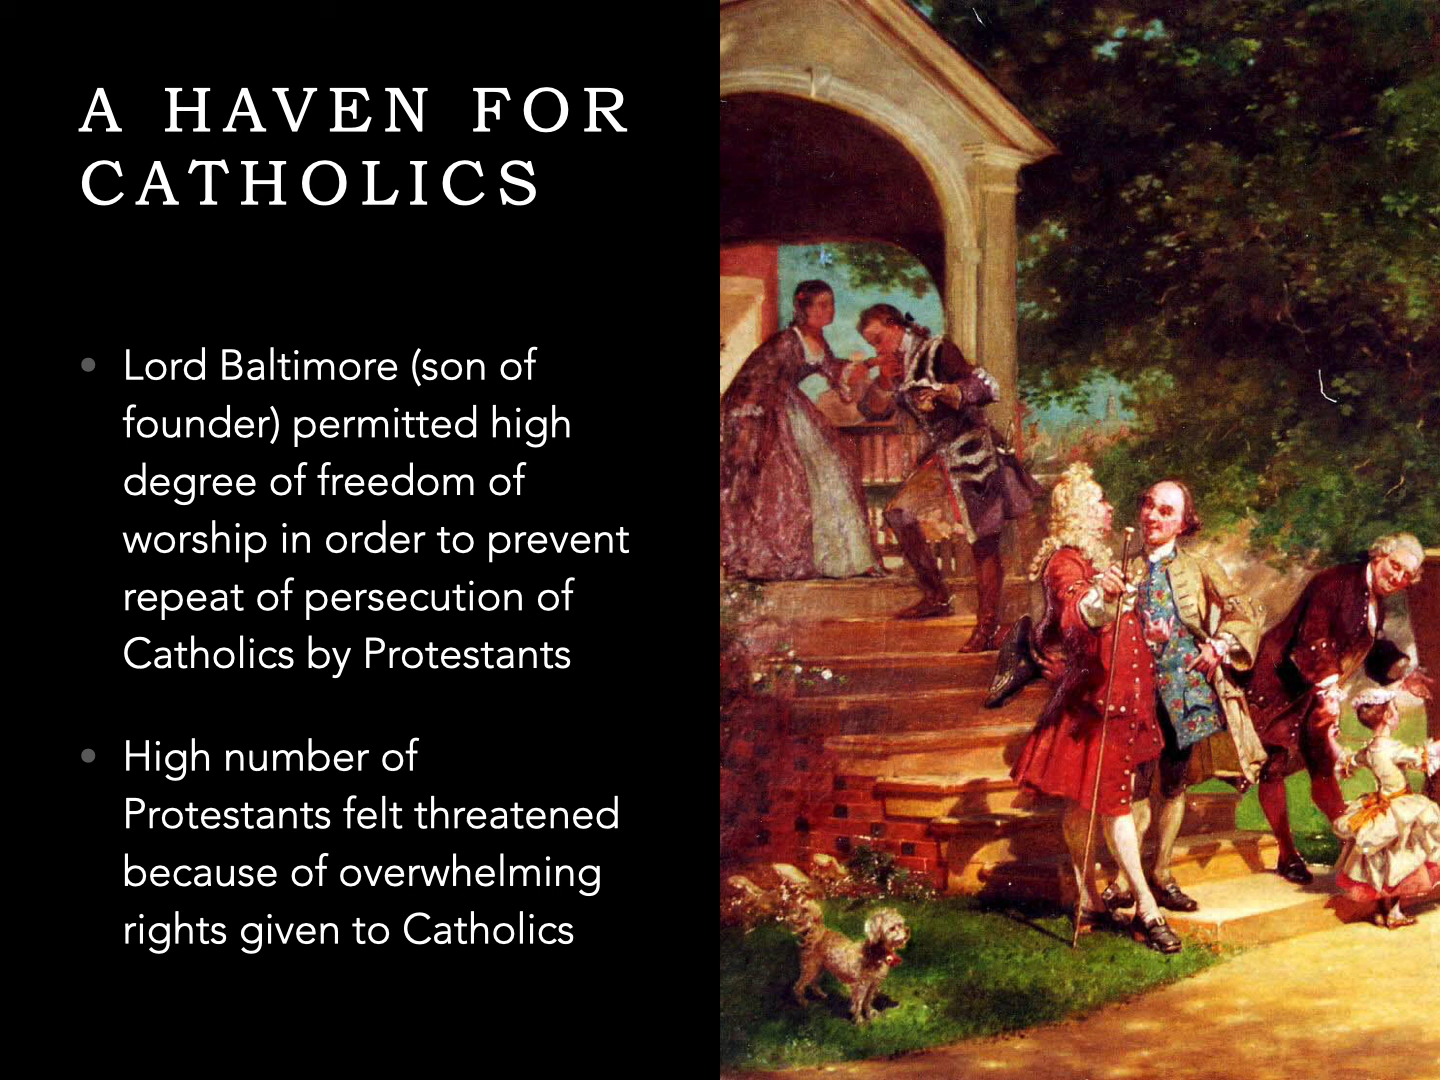 A HAVEN FOR
CATHOLICS
• Lord Baltimore (son of
founder) permitted high
degree of freedom of
worship in order to prevent
repeat of persecution of
Catholics by Protestants
• High number of
Protestants felt threatened
because of overwhelming
rights given to Catholics